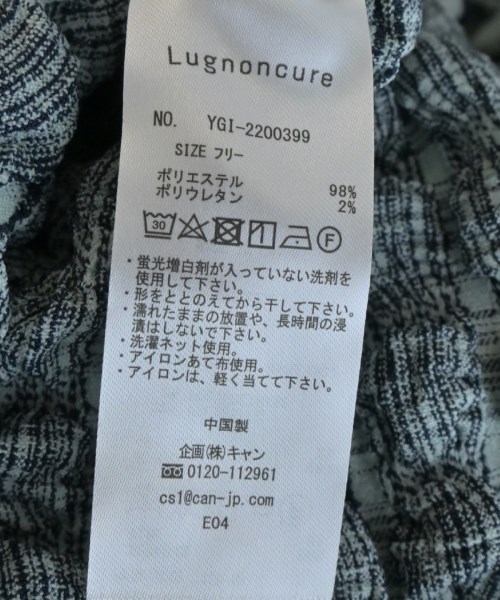 Lugnoncure
NO. YGI-2200399
SIZE フリー
ポリエステル 98%
ポリウレタン 2%
30 F
・蛍光増白剤が入っていない洗剤を
使用して下さい。
・形をととのえてから干して下さい。
・濡れたままの放置や、長時間の浸
漬はしないで下さい。
・洗濯ネット使用。
・アイロンあて布使用。
・アイロンは、軽く当てて下さい。
中国製
企画(株)キャン
0120-112961
cs1@can-jp.com
E04